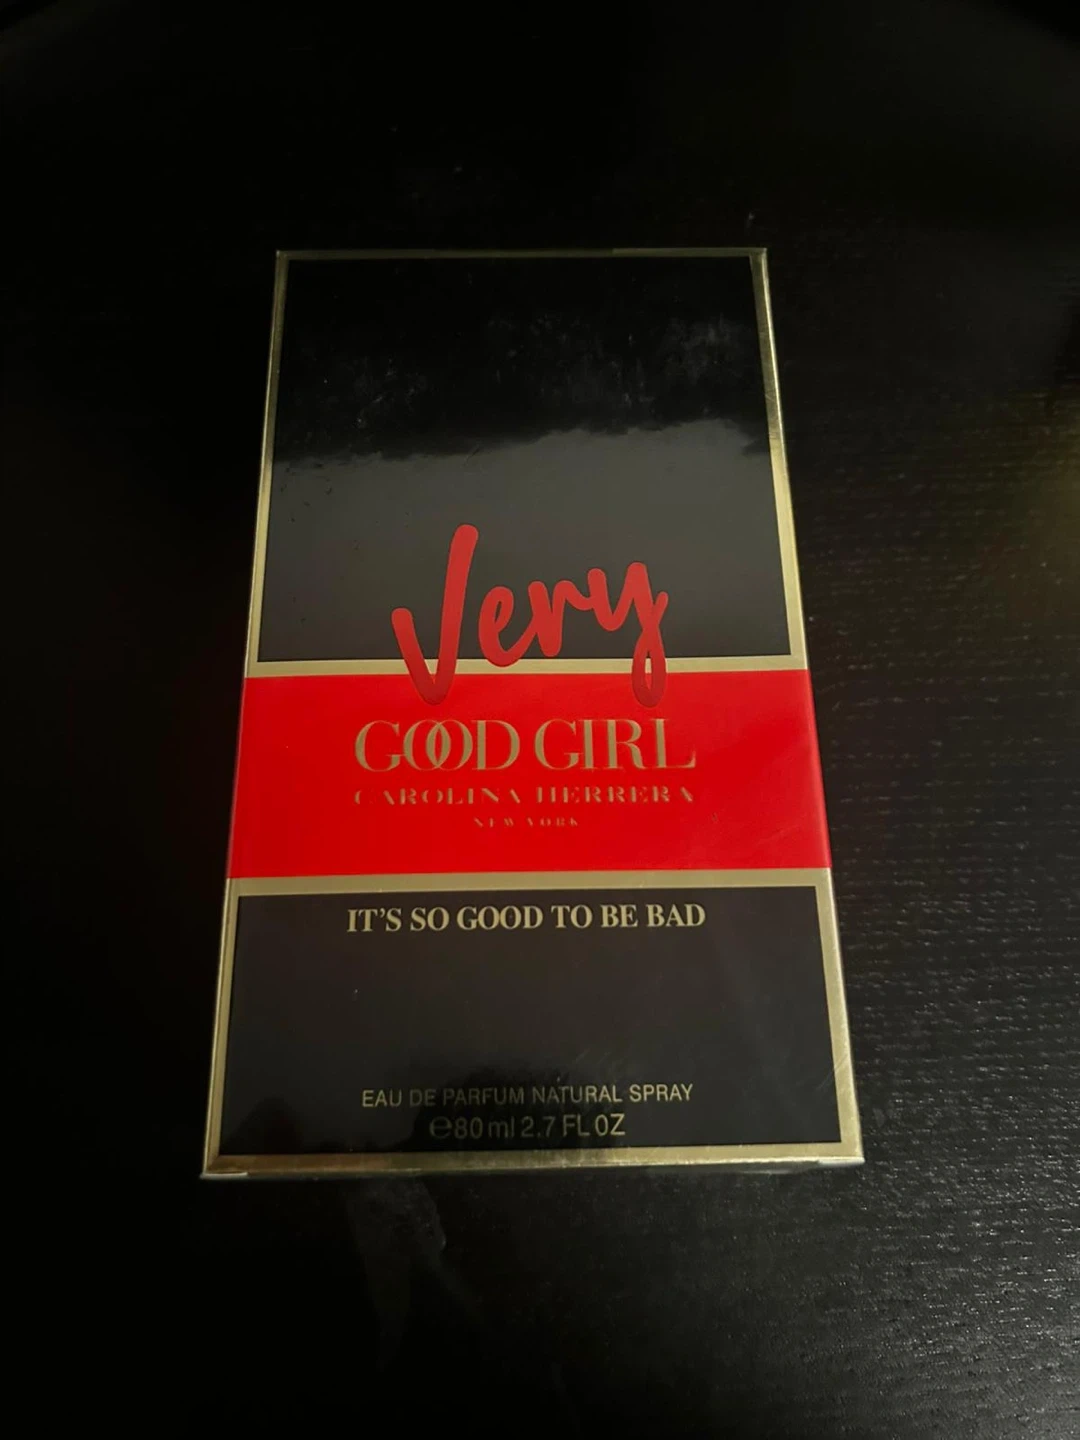 Very
GOOD GIRL
CAROLINA HERRERA
NEW YORK
IT'S SO GOOD TO BE BAD
EAU DE PARFUM NATURAL SPRAY
℮80 ml 2.7 FL OZ